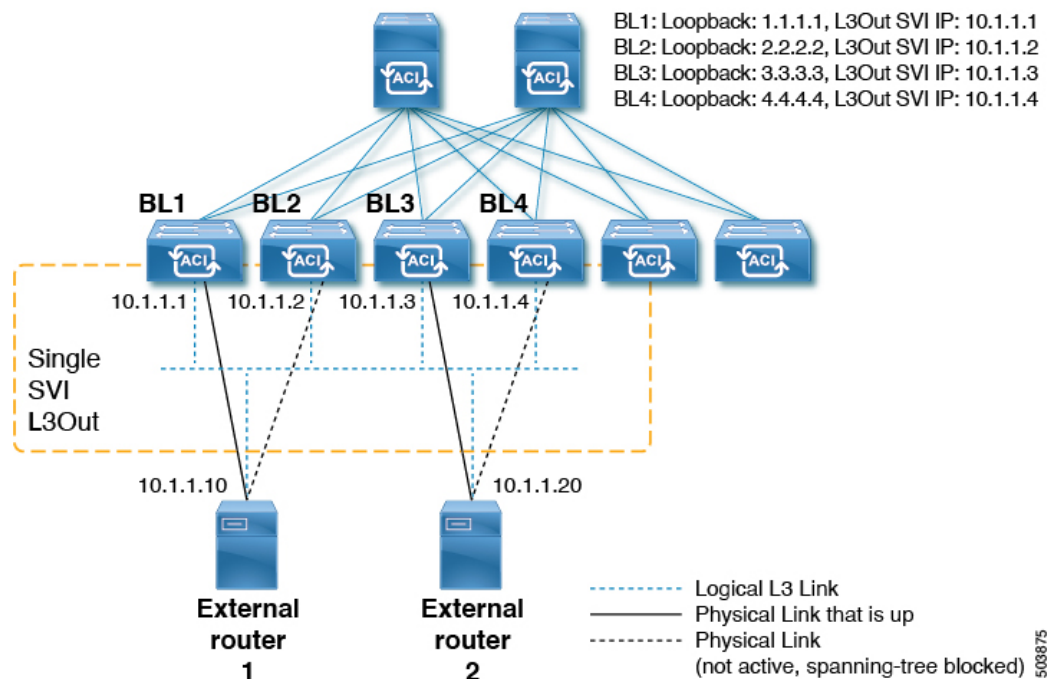 BL1: Loopback: 1.1.1.1, L3Out SVI IP: 10.1.1.1
BL2: Loopback: 2.2.2.2, L3Out SVI IP: 10.1.1.2
BL3: Loopback: 3.3.3.3, L3Out SVI IP: 10.1.1.3
BL4: Loopback: 4.4.4.4, L3Out SVI IP: 10.1.1.4
ACI
ACI
BL1
BL2
BL3
BL4
ACI
ACI
ACI
ACI
ACI
ACI
10.1.1.1
10.1.1.2
10.1.1.3
10.1.1.4
Single
SVI
L3Out
10.1.1.10
10.1.1.20
External
router
1
External
router
2
Logical L3 Link
Physical Link that is up
Physical Link
(not active, spanning-tree blocked)
503875